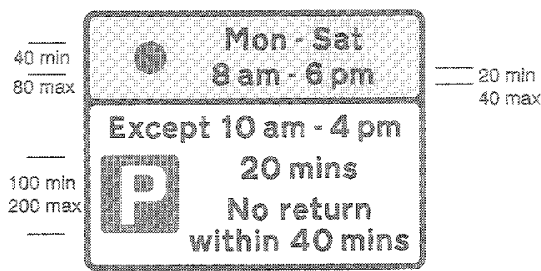 Mon - Sat
8 am - 6 pm
40 min
80 max
20 min
40 max
Except 10 am - 4 pm
P
20 mins
No return
within 40 mins
100 min
200 max